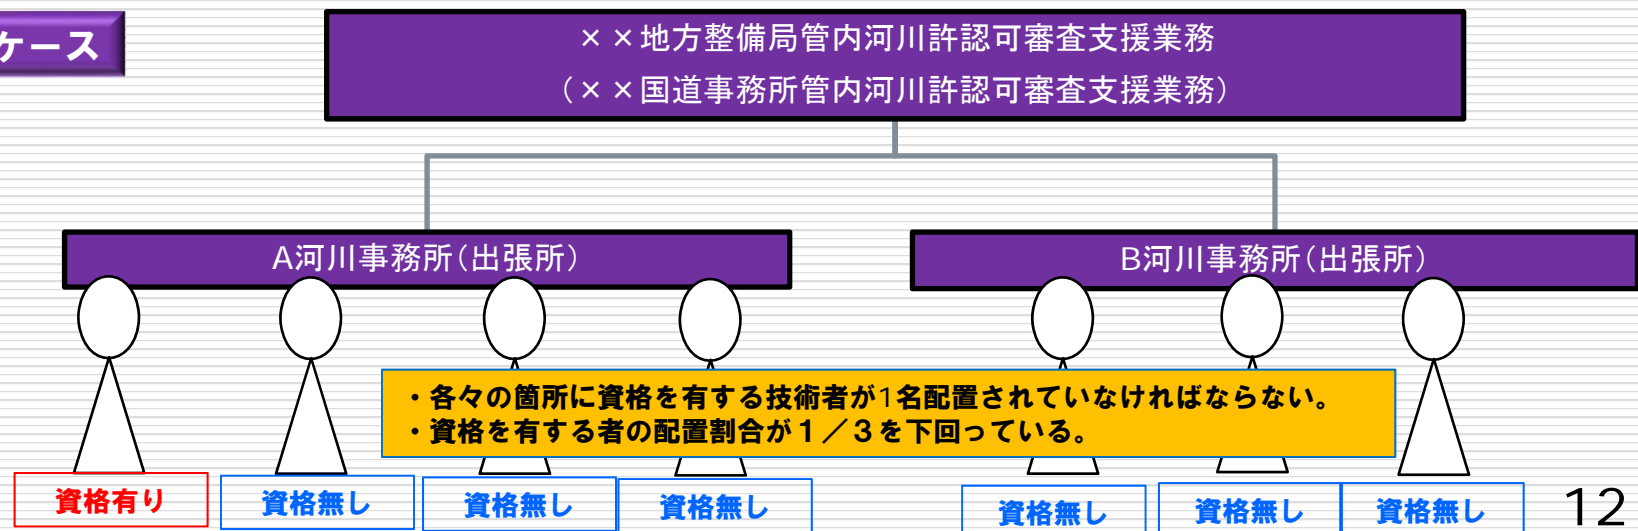 ケース
××地方整備局管内河川許認可審査支援業務
(××国道事務所管内河川許認可審査支援業務)
A河川事務所(出張所)
B河川事務所(出張所)
・各々の箇所に資格を有する技術者が1名配置されていなければならない。
・資格を有する者の配置割合が1/3を下回っている。
資格有り
資格無し
資格無し
資格無し
資格無し
資格無し
資格無し
12